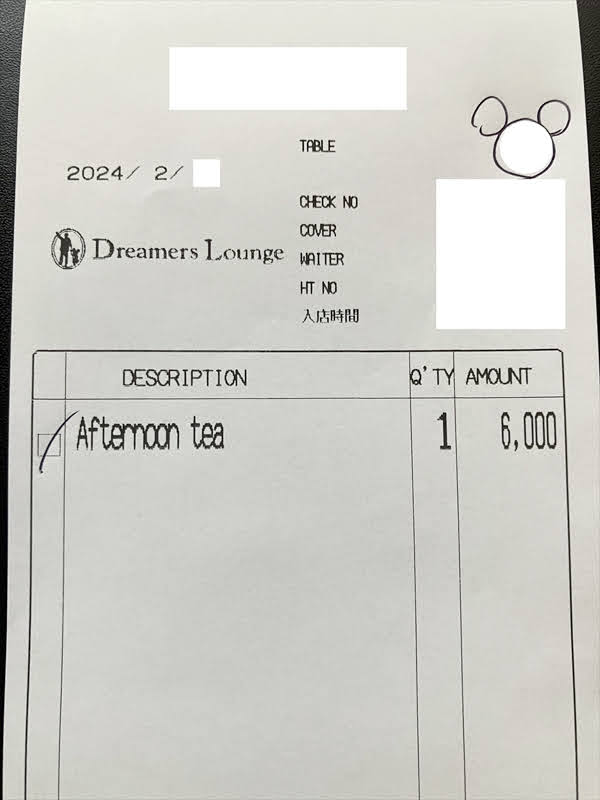 TABLE
2024/ 2/
CHECK NO
COVER
Dreamers Lounge
WAITER
HT NO
入店時間
DESCRIPTION Q'TY AMOUNT
Afternoon tea 1 6,000